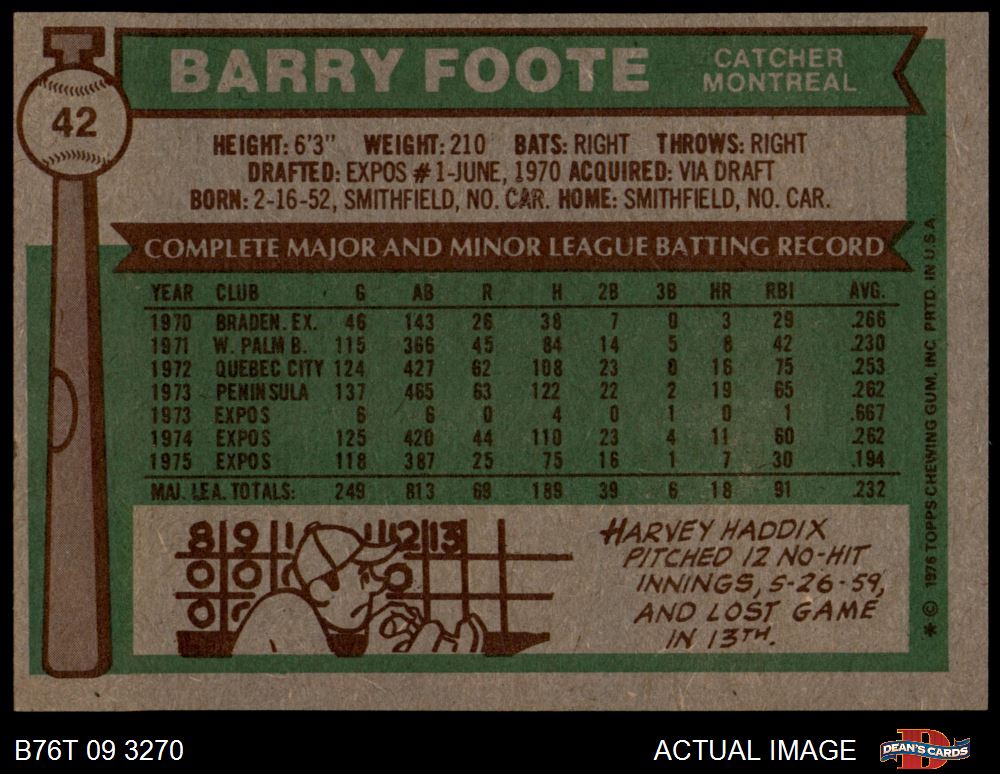 42
BARRY FOOTE
CATCHER
MONTREAL
HEIGHT: 6'3" WEIGHT: 210 BATS: RIGHT THROWS: RIGHT
DRAFTED: EXPOS #1-JUNE, 1970 ACQUIRED: VIA DRAFT
BORN: 2-16-52, SMITHFIELD, NO. CAR. HOME: SMITHFIELD, NO. CAR.
COMPLETE MAJOR AND MINOR LEAGUE BATTING RECORD
YEAR CLUB G AB R H 2B 3B HR RBI AVG.
1970 BRADEN. EX. 46 143 26 38 7 0 3 29 .266
1971 W. PALM B. 115 366 45 84 14 5 8 42 .230
1972 QUEBEC CITY 124 427 62 108 23 0 16 75 .253
1973 PENINSULA 137 465 63 122 22 2 19 65 .262
1973 EXPOS 6 6 0 4 0 1 0 1 .667
1974 EXPOS 125 420 44 110 23 4 11 60 .262
1975 EXPOS 118 387 25 75 16 1 7 30 .194
MAJ. LEA. TOTALS: 249 813 69 189 39 6 18 91 .232
8 9 1 12 13
0 0 0
0
HARVEY HADDIX
PITCHED 12 NO-HIT
INNINGS, 5-26-59,
AND LOST GAME
IN 13TH.
* © 1976 TOPPS CHEWING GUM, INC. PRTD. IN U.S.A.
B76T 09 3270
ACTUAL IMAGE
DEAN'S CARDS